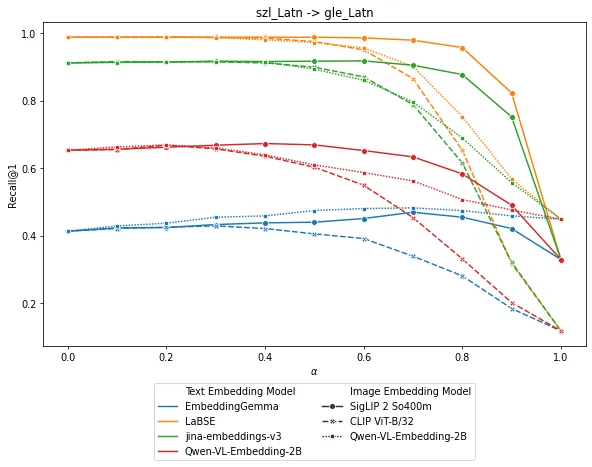 szl_Latn -> gle_Latn
Recall@1
1.0
0.8
0.6
0.4
0.2
0.0 0.2 0.4 0.6 0.8 1.0
α
Text Embedding Model Image Embedding Model
EmbeddingGemma SigLIP 2 So400m
LaBSE CLIP ViT-B/32
jina-embeddings-v3 Qwen-VL-Embedding-2B
Qwen-VL-Embedding-2B